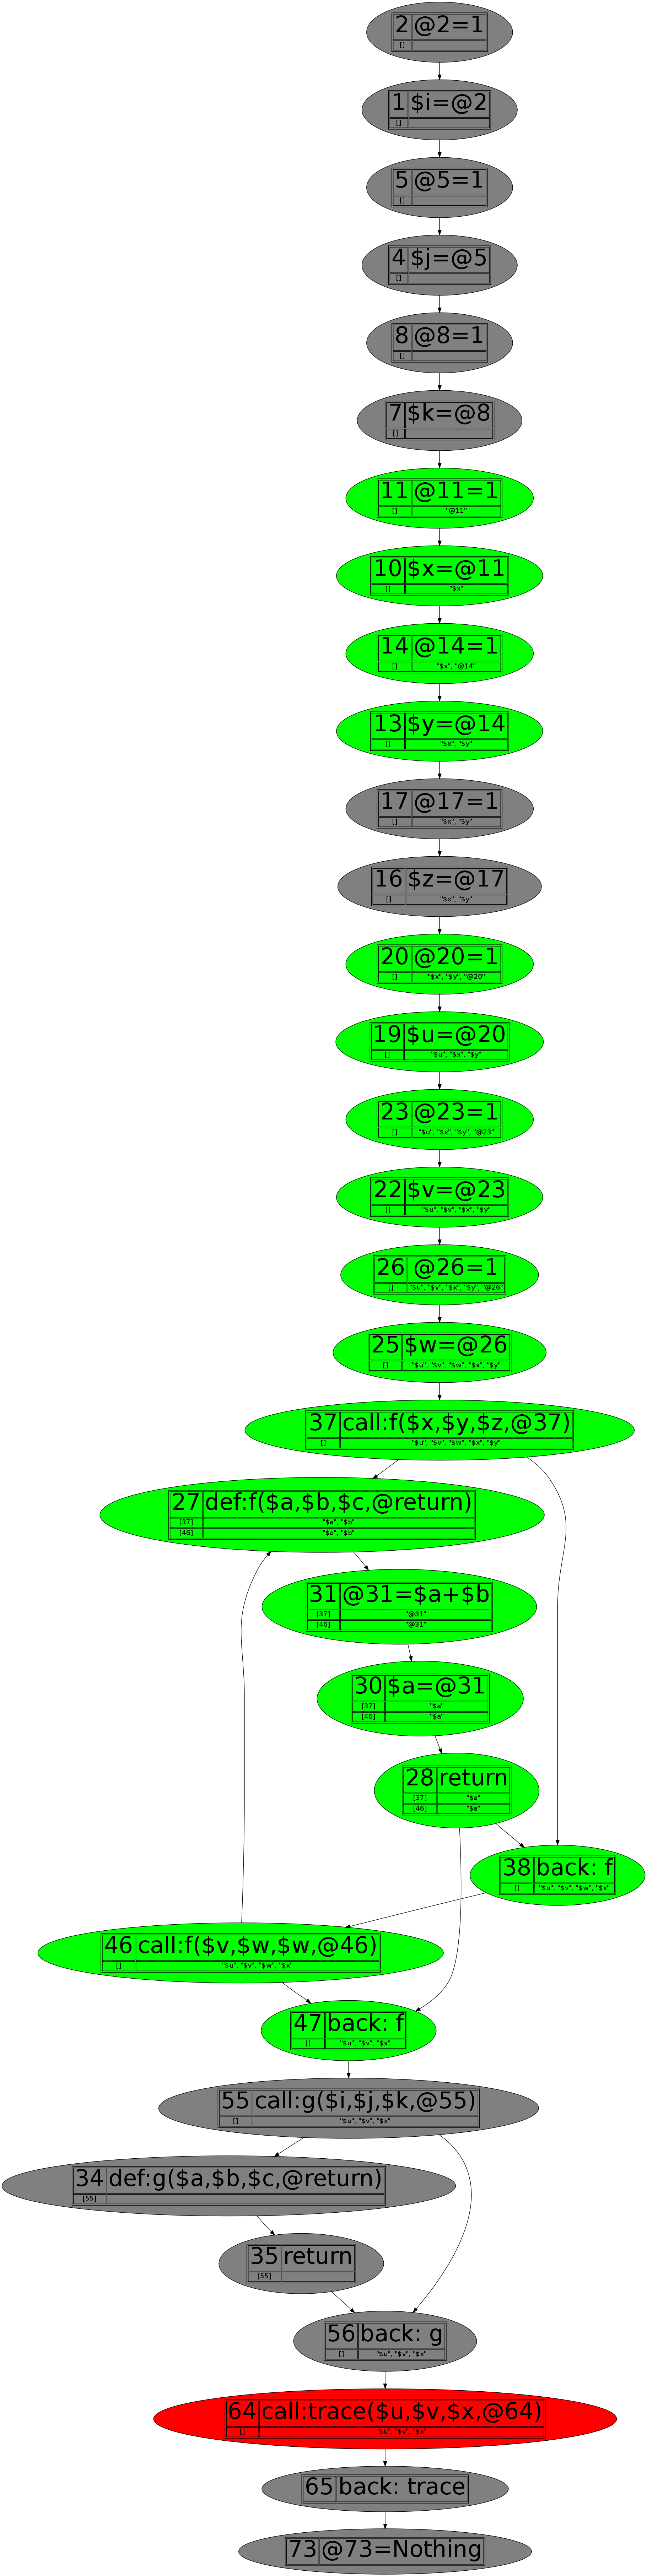 2 @2=1
[]
1 $i=@2
[]
5 @5=1
[]
4 $j=@5
[]
8 @8=1
[]
7 $k=@8
[]
11 @11=1
[] "@11"
10 $x=@11
[] "$x"
14 @14=1
[] "$x", "@14"
13 $y=@14
[] "$x", "$y"
17 @17=1
[] "$x", "$y"
16 $z=@17
[] "$x", "$y"
20 @20=1
[] "$x", "$y", "@20"
19 $u=@20
[] "$u", "$x", "$y"
23 @23=1
[] "$u", "$x", "$y", "@23"
22 $v=@23
[] "$u", "$v", "$x", "$y"
26 @26=1
[] "$u", "$v", "$x", "$y", "@26"
25 $w=@26
[] "$u", "$v", "$w", "$x", "$y"
37 call:f($x,$y,$z,@37)
[] "$u", "$v", "$w", "$x", "$y"
27 def:f($a,$b,$c,@return)
[37] "$a", "$b"
[46] "$a", "$b"
31 @31=$a+$b
[37] "@31"
[46] "@31"
30 $a=@31
[37] "$a"
[46] "$a"
28 return
[37] "$a"
[46] "$a"
38 back: f
[] "$u", "$v", "$w", "$x"
46 call:f($v,$w,$w,@46)
[] "$u", "$v", "$w", "$x"
47 back: f
[] "$u", "$v", "$x"
55 call:g($i,$j,$k,@55)
[] "$u", "$v", "$x"
34 def:g($a,$b,$c,@return)
[55]
35 return
[55]
56 back: g
[] "$u", "$v", "$x"
64 call:trace($u,$v,$x,@64)
[] "$u", "$v", "$x"
65 back: trace
73 @73=Nothing